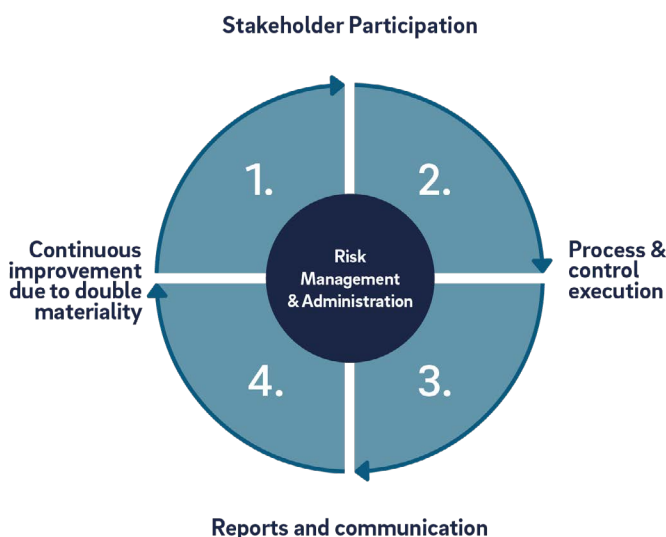 Stakeholder Participation
1.
2.
Continuous
improvement
due to double
materiality
Risk
Management
& Administration
Process &
control
execution
4.
3.
Reports and communication